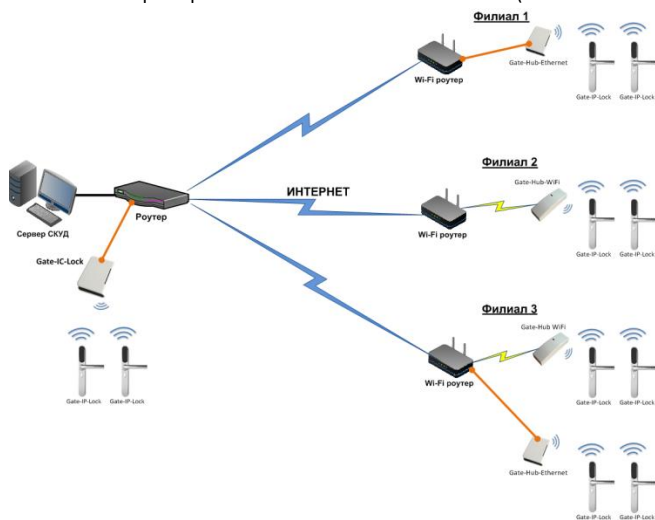 Филиал 1
Wi-Fi роутер
Gate-Hub-Ethernet
Gate-IP-Lock
Gate-IP-Lock
Филиал 2
Gate-Hub-WiFi
ИНТЕРНЕТ
Wi-Fi роутер
Gate-IP-Lock
Gate-IP-Lock
Сервер СКУД
Роутер
Gate-IC-Lock
Gate-IP-Lock
Gate-IP-Lock
Филиал 3
Gate-Hub WiFi
Wi-Fi роутер
Gate-IP-Lock
Gate-IP-Lock
Gate-Hub-Ethernet
Gate-IP-Lock
Gate-IP-Lock